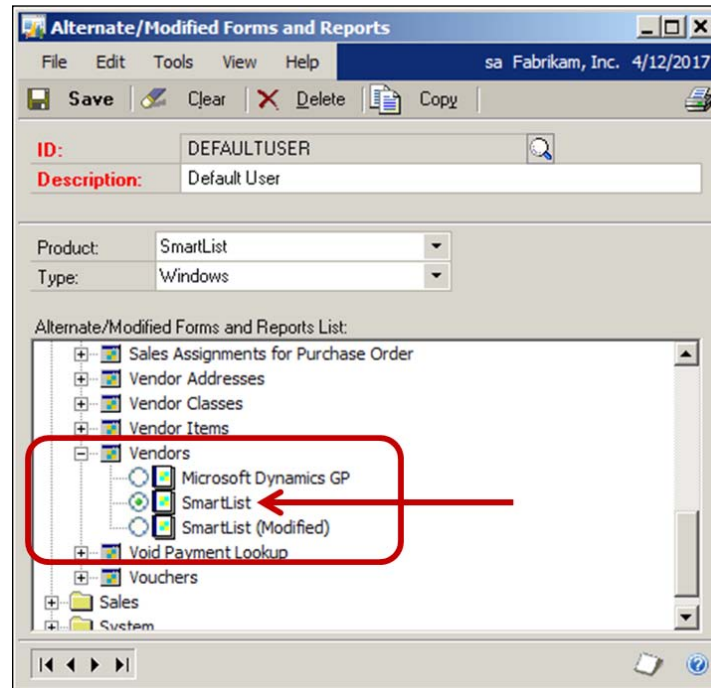 Alternate/Modified Forms and Reports
File Edit Tools View Help sa Fabrikam, Inc. 4/12/2017
Save Clear Delete Copy
ID: DEFAULTUSER
Description: Default User
Product: SmartList
Type: Windows
Alternate/Modified Forms and Reports List:
Sales Assignments for Purchase Order
Vendor Addresses
Vendor Classes
Vendor Items
Vendors
Microsoft Dynamics GP
SmartList
SmartList (Modified)
Void Payment Lookup
Vouchers
Sales
System